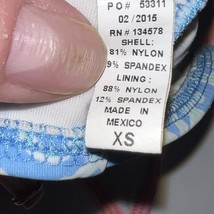 PO# 53311
02/2015
RN# 134578
SHELL:
81% NYLON
9% SPANDEX
LINING:
88% NYLON
12% SPANDEX
MADE IN
MEXICO
XS